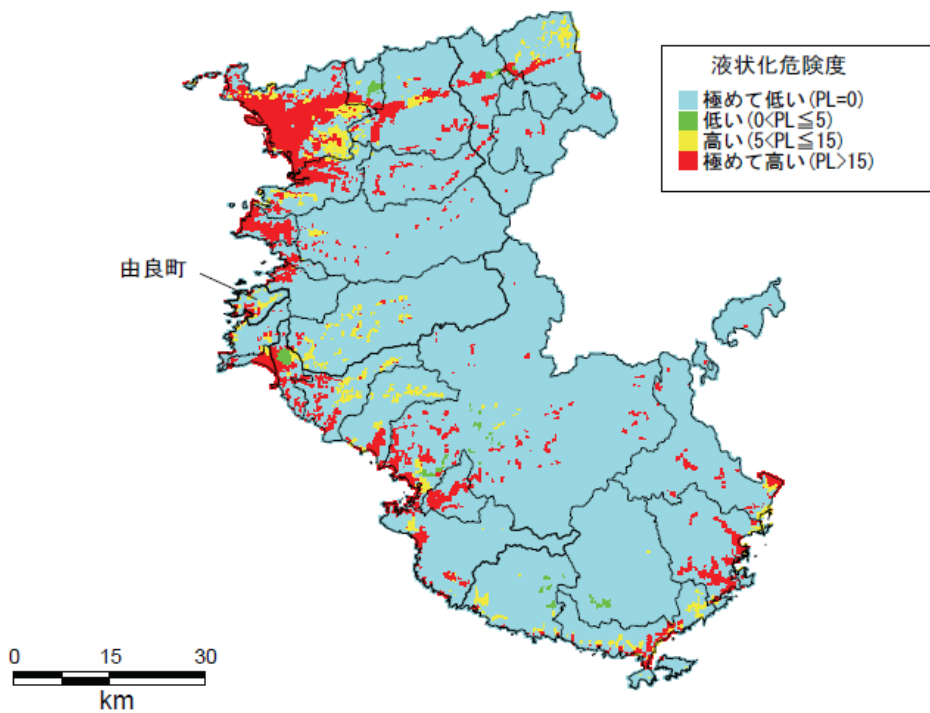 液状化危険度
極めて低い(PL=0)
低い(0<PL≦5)
高い(5<PL≦15)
極めて高い(PL>15)
由良町
0 15 30
km